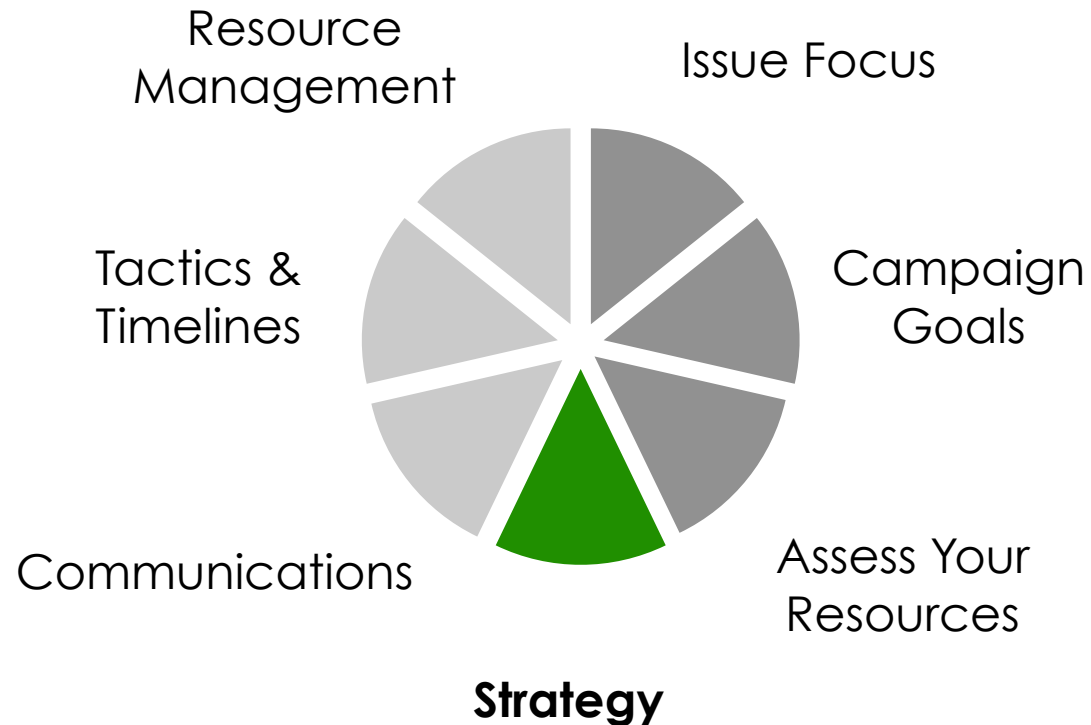 Resource
Management
Issue Focus
Tactics &
Timelines
Campaign
Goals
Communications
Assess Your
Resources
Strategy